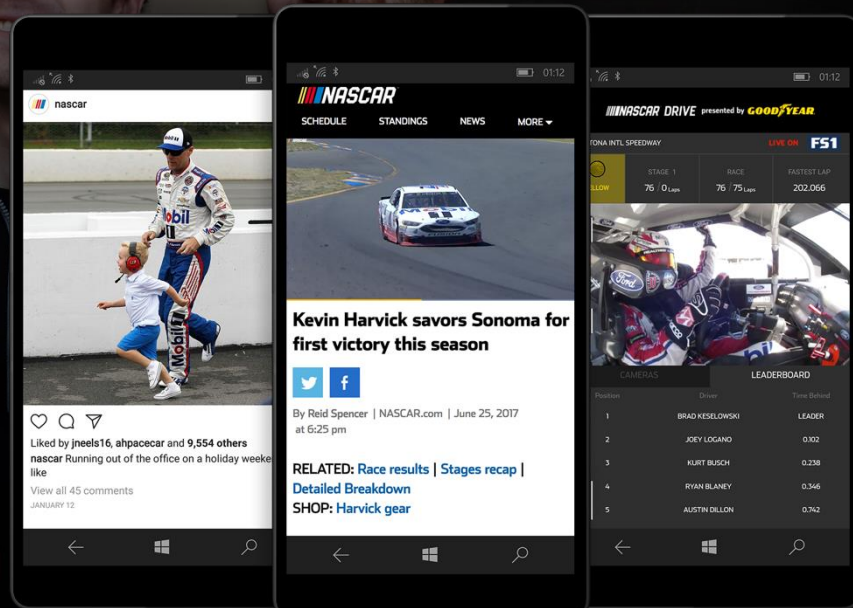 nascar
Mobil
Mobil
Liked by jneels16, ahpacecar and 9,554 others
nascar Running out of the office on a holiday weeke
like
View all 45 comments
JANUARY 12
01:12
NASCAR
SCHEDULE STANDINGS NEWS MORE
Mobil
Kevin Harvick savors Sonoma for
first victory this season
By Reid Spencer | NASCAR.com | June 25, 2017
at 6:25 pm
RELATED: Race results | Stages recap |
Detailed Breakdown
SHOP: Harvick gear
01:12
NASCAR DRIVE presented by GOODYEAR
TONA INTL SPEEDWAY LIVE ON FS1
LLOW
STAGE 1 RACE FASTEST LAP
76 / 0 Laps 76 / 75 Laps 202.066
Ford
CAMERAS LEADERBOARD
Position Driver Time Behind
1 BRAD KESELOWSKI LEADER
2 JOEY LOGANO 0.102
3 KURT BUSCH 0.238
4 RYAN BLANEY 0.346
5 AUSTIN DILLON 0.742